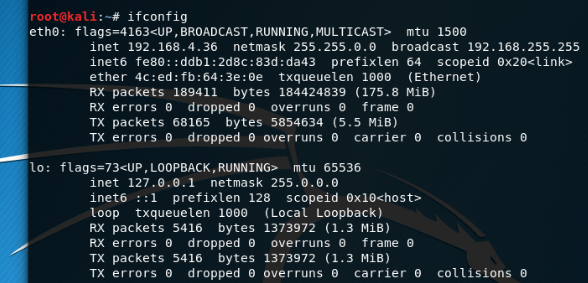 root@kali:~# ifconfig
eth0: flags=4163<UP,BROADCAST,RUNNING,MULTICAST>  mtu 1500
        inet 192.168.4.36  netmask 255.255.0.0  broadcast 192.168.255.255
        inet6 fe80::ddb1:2d8c:83d:da43  prefixlen 64  scopeid 0x20<link>
        ether 4c:ed:fb:64:3e:0e  txqueuelen 1000  (Ethernet)
        RX packets 189411  bytes 184424839 (175.8 MiB)
        RX errors 0  dropped 0  overruns 0  frame 0
        TX packets 68165  bytes 5854634 (5.5 MiB)
        TX errors 0  dropped 0 overruns 0  carrier 0  collisions 0

lo: flags=73<UP,LOOPBACK,RUNNING>  mtu 65536
        inet 127.0.0.1  netmask 255.0.0.0
        inet6 ::1  prefixlen 128  scopeid 0x10<host>
        loop  txqueuelen 1000  (Local Loopback)
        RX packets 5416  bytes 1373972 (1.3 MiB)
        RX errors 0  dropped 0  overruns 0  frame 0
        TX packets 5416  bytes 1373972 (1.3 MiB)
        TX errors 0  dropped 0 overruns 0  carrier 0  collisions 0